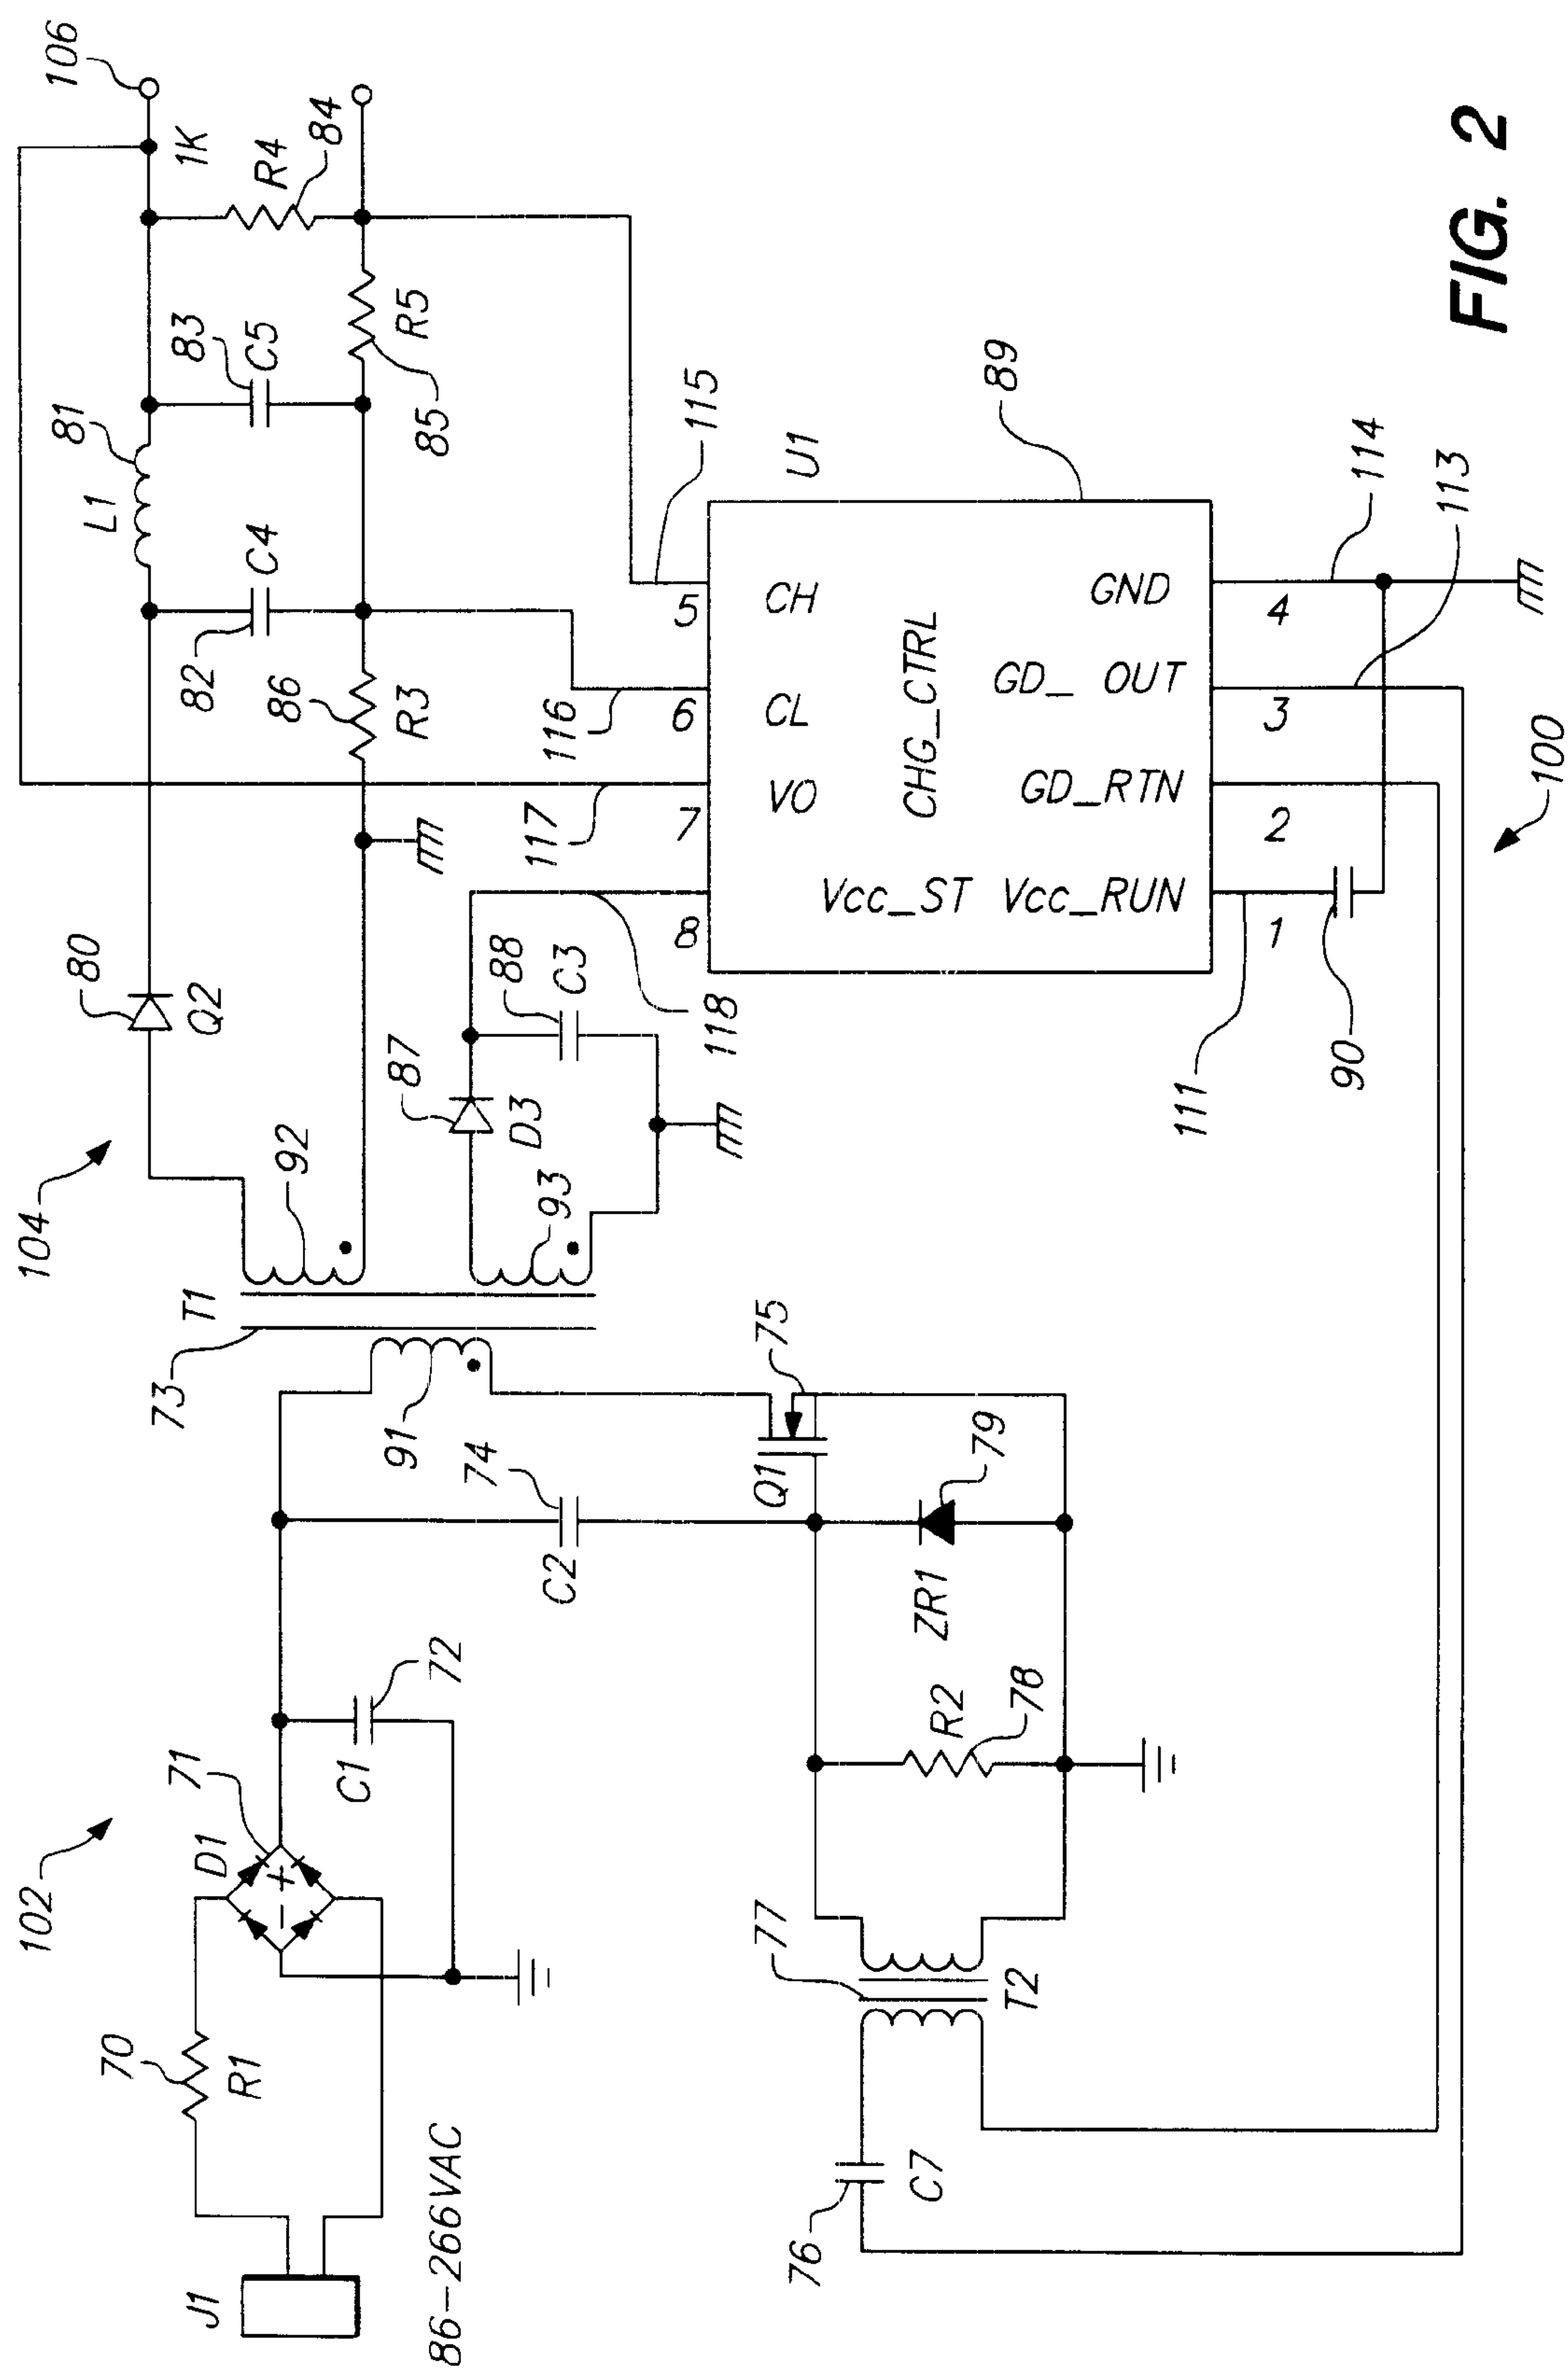 102
104
106
J1
86-266VAC
70
R1
D1
71
+
-
C1
72
C2
74
91
73
T1
92
93
80
Q2
87
D3
88
C3
118
117
116
115
L1
81
82
C4
83
C5
86
R3
85
R5
1K
R4
84
76
C7
77
T2
R2
78
ZR1
79
Q1
75
U1
89
8
7
6
5
Vcc_ST
VO
CL
CH
CHG_CTRL
Vcc_RUN
GD_RTN
GD_ OUT
GND
1
2
3
4
111
90
113
114
100
FIG. 2